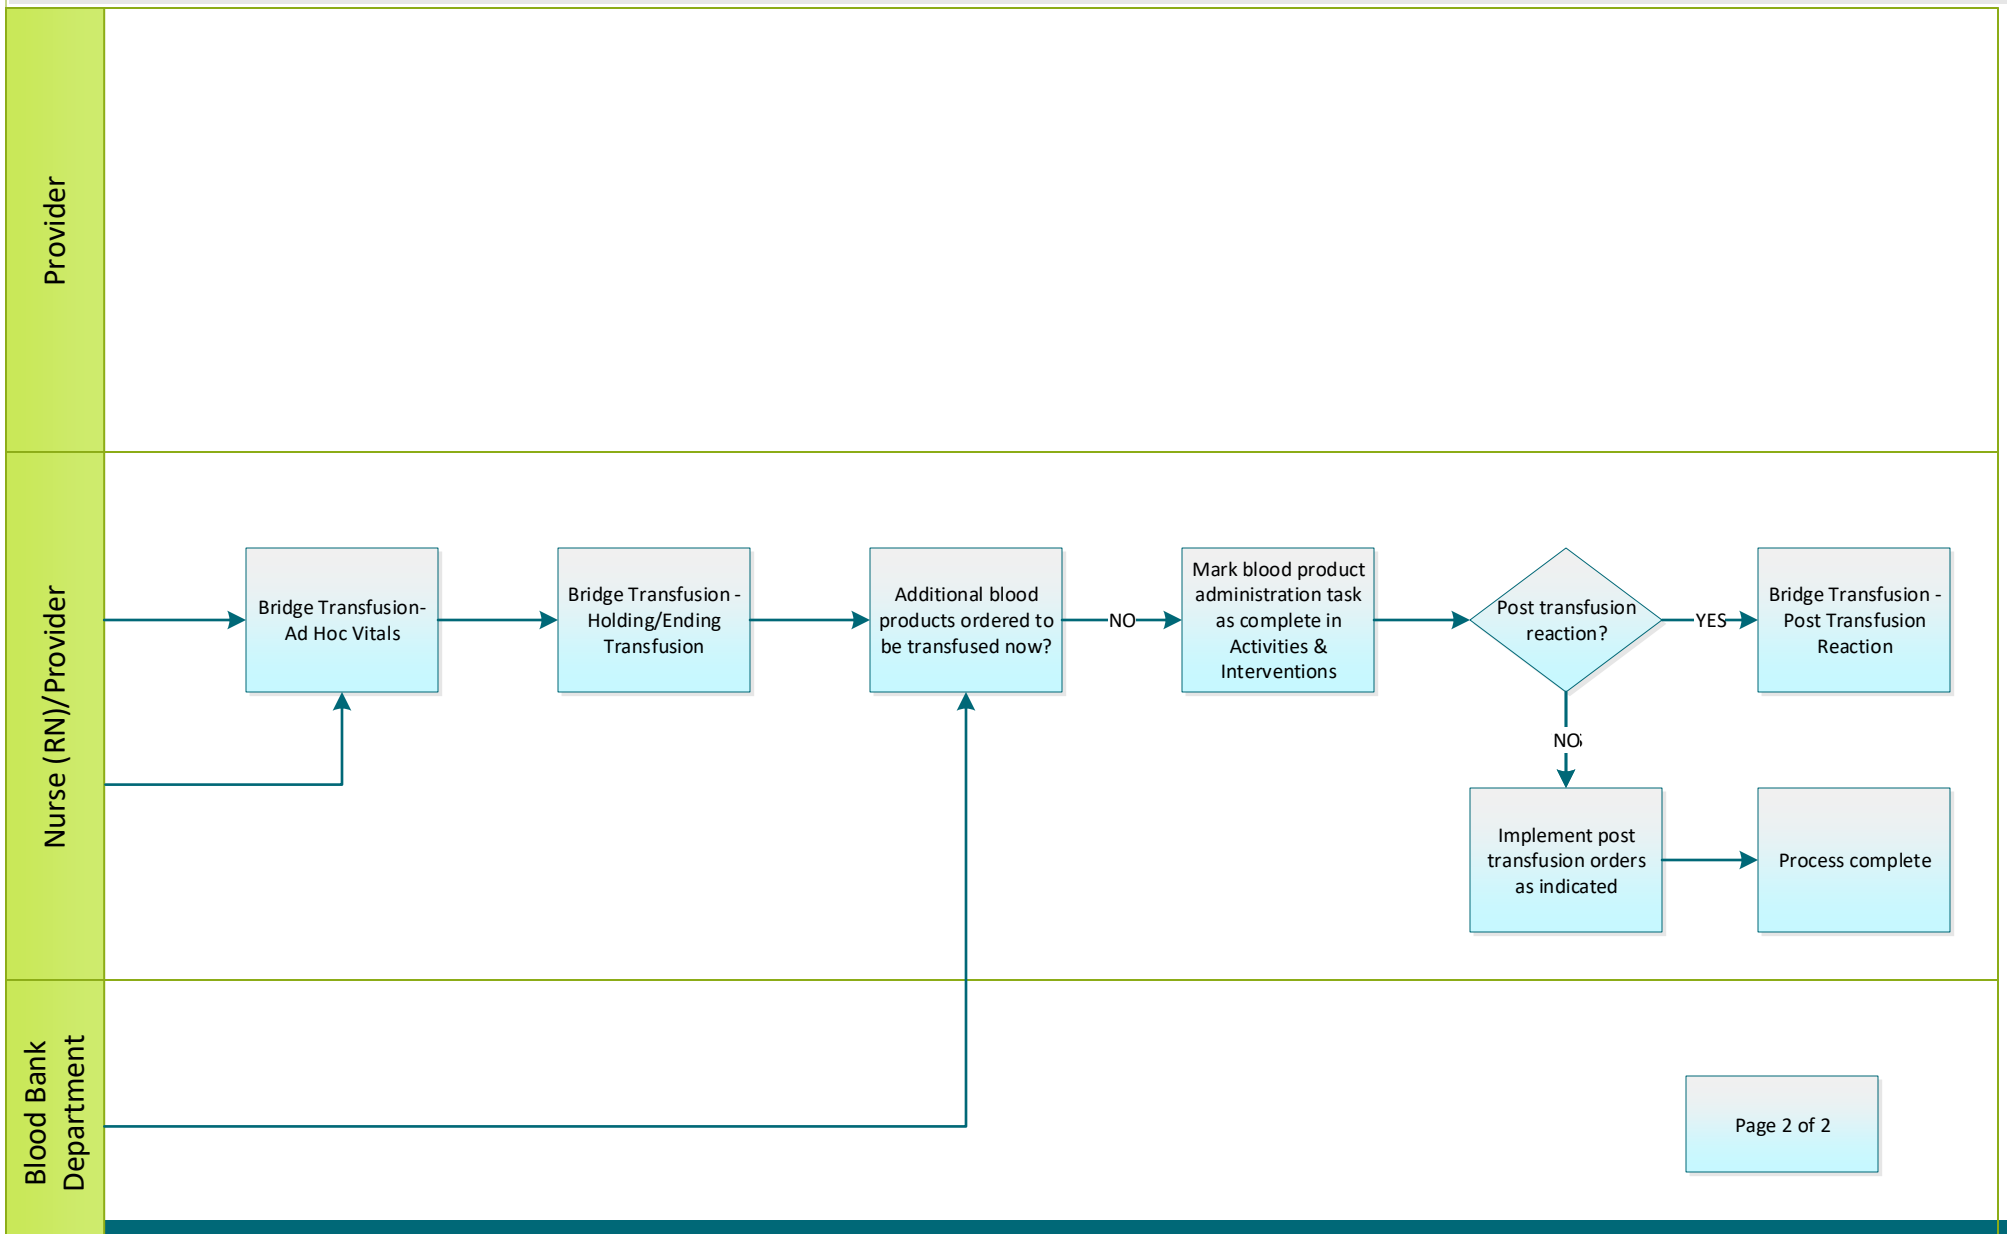 Provider
Nurse (RN)/Provider
Bridge Transfusion-
Ad Hoc Vitals
Bridge Transfusion -
Holding/Ending
Transfusion
Additional blood
products ordered to
be transfused now?
NO
Mark blood product
administration task
as complete in
Activities &
Interventions
Post transfusion
reaction?
YES
Bridge Transfusion -
Post Transfusion
Reaction
NO
Implement post
transfusion orders
as indicated
Process complete
Blood Bank
Department
Page 2 of 2